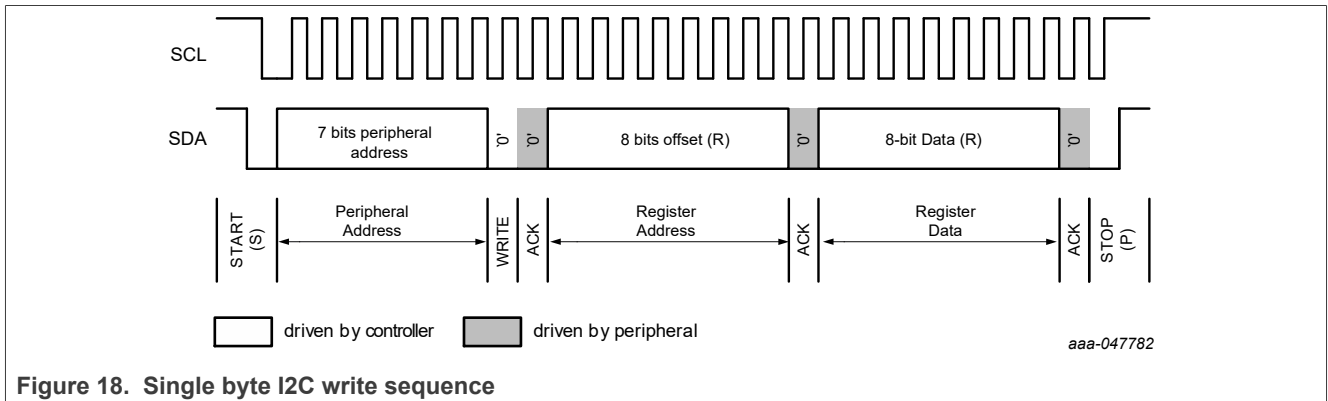 SCL
SDA
7 bits peripheral
address
'0'
'0'
8 bits offset (R)
'0'
8-bit Data (R)
'0'
START
(S)
Peripheral
Address
WRITE
ACK
Register
Address
ACK
Register
Data
ACK
STOP
(P)
driven by controller
driven by peripheral
aaa-047782
Figure 18. Single byte I2C write sequence